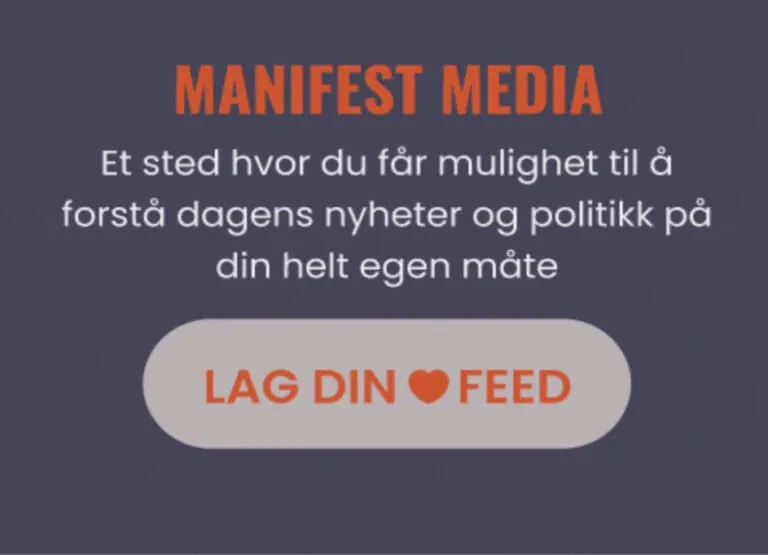 MANIFEST MEDIA
Et sted hvor du får mulighet til å
forstå dagens nyheter og politikk på
din helt egen måte
LAG DIN ❤ FEED